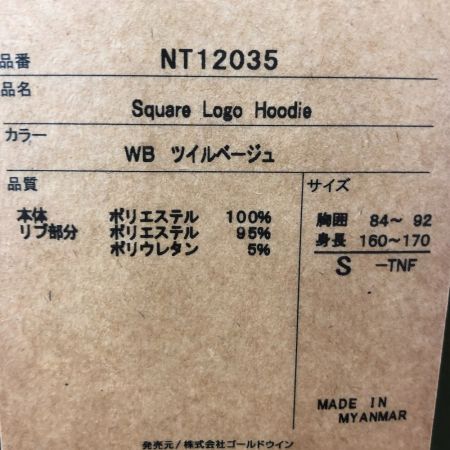 品番 NT12035
品名
Square Logo Hoodie
カラー
WB ツイルベージュ
品質
本体 ポリエステル 100%
リブ部分 ポリエステル 95%
ポリウレタン 5%
サイズ
胸囲 84～ 92
身長 160～170
S -TNF
MADE IN
MYANMAR
発売元/株式会社ゴールドウイン